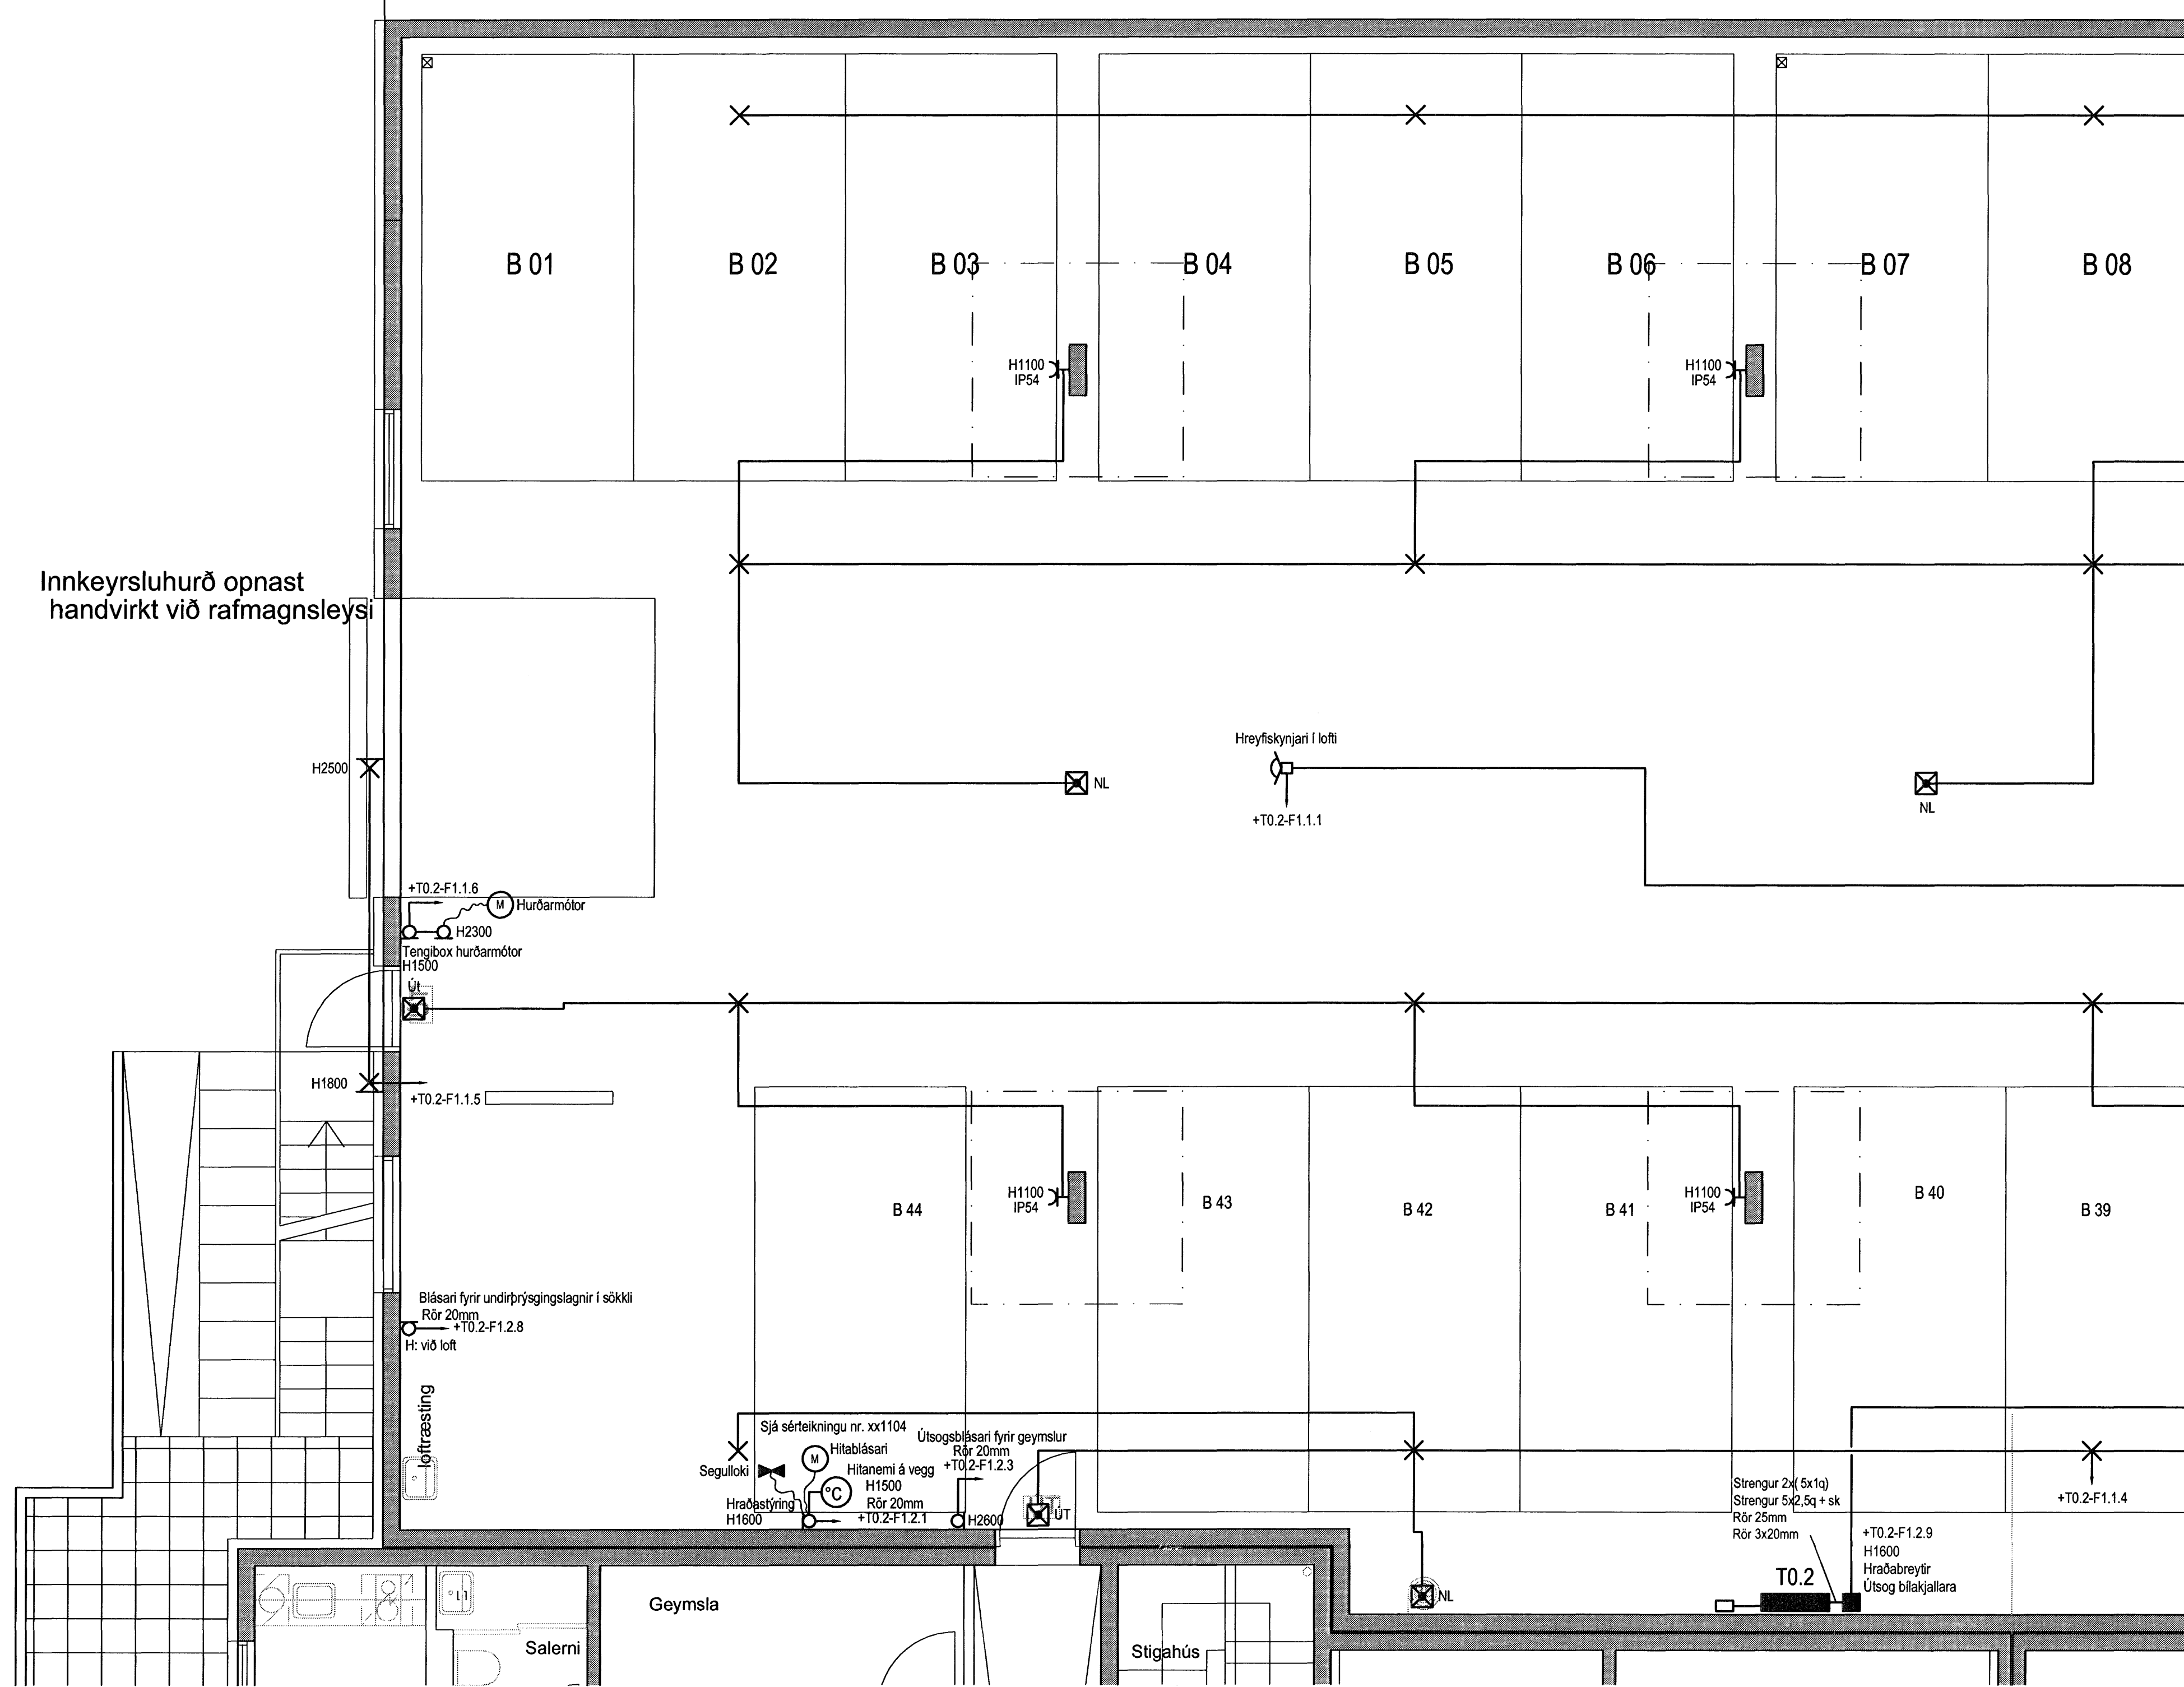 B 01
B 02
B 03
B 04
B 05
B 06
B 07
B 08
H1100
IP54
H1100
IP54
Innkeyrsluhurð opnast
handvirkt við rafmagnsleysi
H2500
Hreyfiskynjari í lofti
+T0.2-F1.1.1
NL
NL
+T0.2-F1.1.6
M
Hurðarmótor
H2300
Tengibox hurðarmótor
H1500
Út
H1800
+T0.2-F1.1.5
B 44
H1100
IP54
B 43
B 42
B 41
H1100
IP54
B 40
B 39
Blásari fyrir undirþrýsgingslagnir í sökkli
Rör 20mm
+T0.2-F1.2.8
H: við loft
loftræsting
Sjá sérteikningu nr. xx1104
Hitablásari
M
Segulloki
Hitanemi á vegg
°C
H1500
Hraðastýring
H1600
Rör 20mm
+T0.2-F1.2.1
Útsogsblásari fyrir geymslur
Rör 20mm
+T0.2-F1.2.3
H2600
ÚT
NL
Strengur 2x( 5x1q)
Strengur 5x2,5q + sk
Rör 25mm
Rör 3x20mm
T0.2
+T0.2-F1.2.9
H1600
Hraðabreytir
Útsog bílakjallara
+T0.2-F1.1.4
Geymsla
Salerni
Stigahús